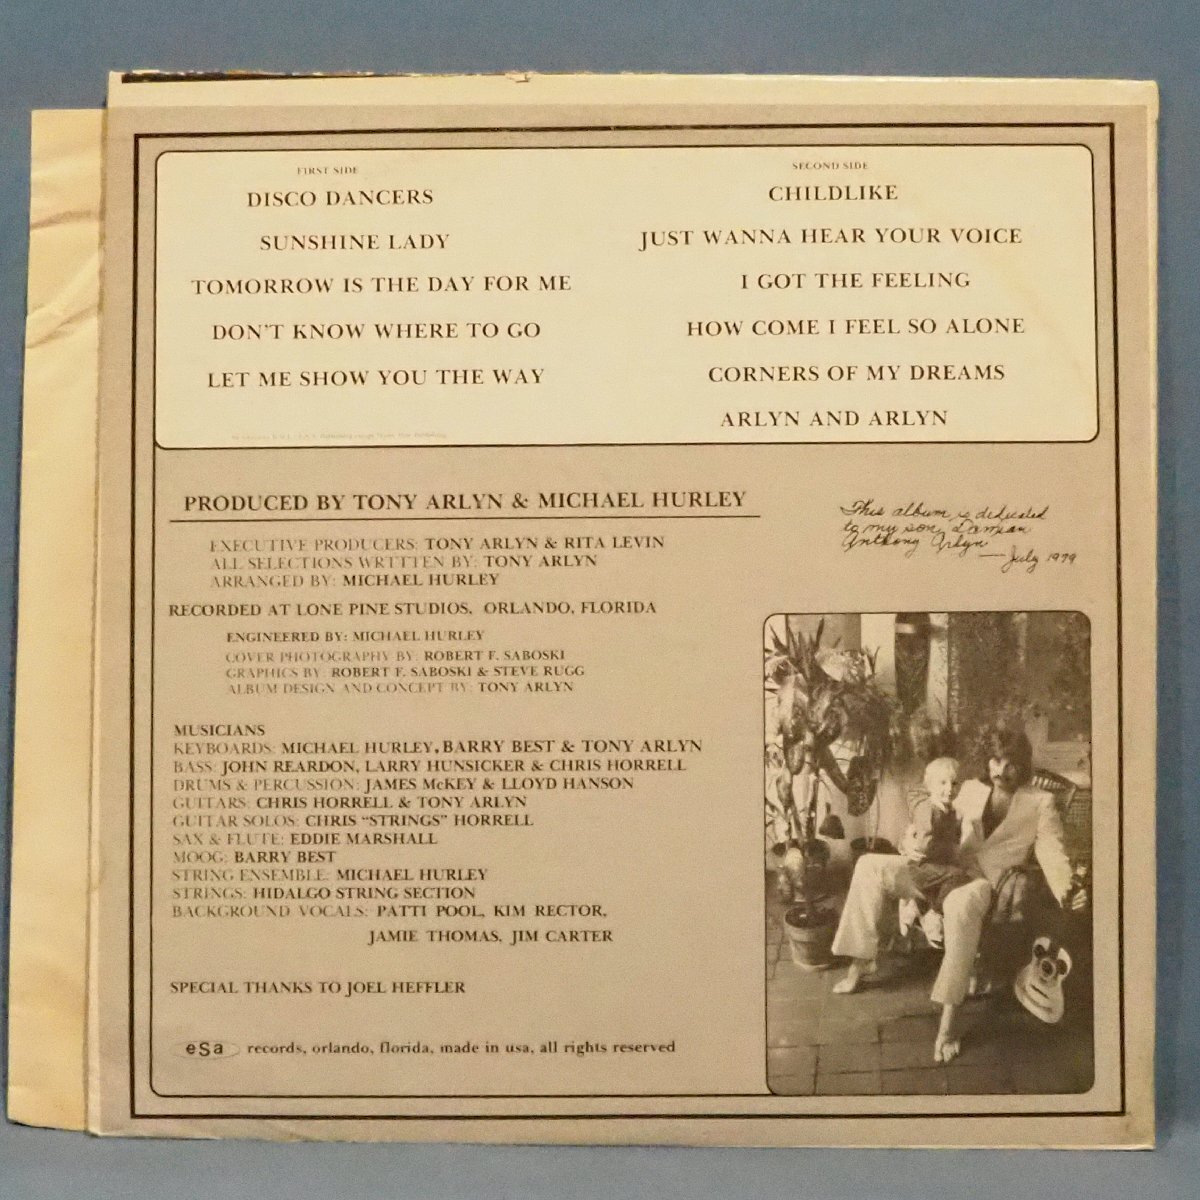 FIRST SIDE
DISCO DANCERS
SUNSHINE LADY
TOMORROW IS THE DAY FOR ME
DON'T KNOW WHERE TO GO
LET ME SHOW YOU THE WAY
SECOND SIDE
CHILDLIKE
JUST WANNA HEAR YOUR VOICE
I GOT THE FEELING
HOW COME I FEEL SO ALONE
CORNERS OF MY DREAMS
ARLYN AND ARLYN
PRODUCED BY TONY ARLYN & MICHAEL HURLEY
EXECUTIVE PRODUCERS: TONY ARLYN & RITA LEVIN
ALL SELECTIONS WRTTTEN BY: TONY ARLYN
ARRANGED BY: MICHAEL HURLEY
RECORDED AT LONE PINE STUDIOS, ORLANDO, FLORIDA
ENGINEERED BY: MICHAEL HURLEY
COVER PHOTOGRAPHY BY: ROBERT F. SABOSKI
GRAPHICS BY: ROBERT F. SABOSKI & STEVE RUGG
ALBUM DESIGN AND CONCEPT BY: TONY ARLYN
This album is dedicated
to my son, Damian
Anthony Arlyn
— July 1979
MUSICIANS
KEYBOARDS: MICHAEL HURLEY, BARRY BEST & TONY ARLYN
BASS: JOHN REARDON, LARRY HUNSICKER & CHRIS HORRELL
DRUMS & PERCUSSION: JAMES McKEY & LLOYD HANSON
GUITARS: CHRIS HORRELL & TONY ARLYN
GUITAR SOLOS: CHRIS "STRINGS" HORRELL
SAX & FLUTE: EDDIE MARSHALL
MOOG: BARRY BEST
STRING ENSEMBLE: MICHAEL HURLEY
STRINGS: HIDALGO STRING SECTION
BACKGROUND VOCALS: PATTI POOL, KIM RECTOR,
JAMIE THOMAS, JIM CARTER
SPECIAL THANKS TO JOEL HEFFLER
esa records, orlando, florida, made in usa, all rights reserved